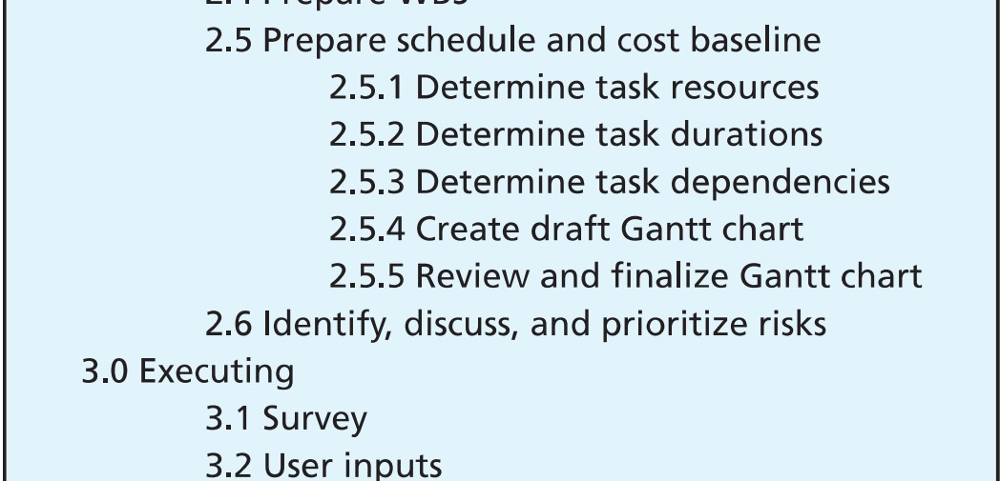 2.4 Prepare WBS
2.5 Prepare schedule and cost baseline
2.5.1 Determine task resources
2.5.2 Determine task durations
2.5.3 Determine task dependencies
2.5.4 Create draft Gantt chart
2.5.5 Review and finalize Gantt chart
2.6 Identify, discuss, and prioritize risks
3.0 Executing
3.1 Survey
3.2 User inputs